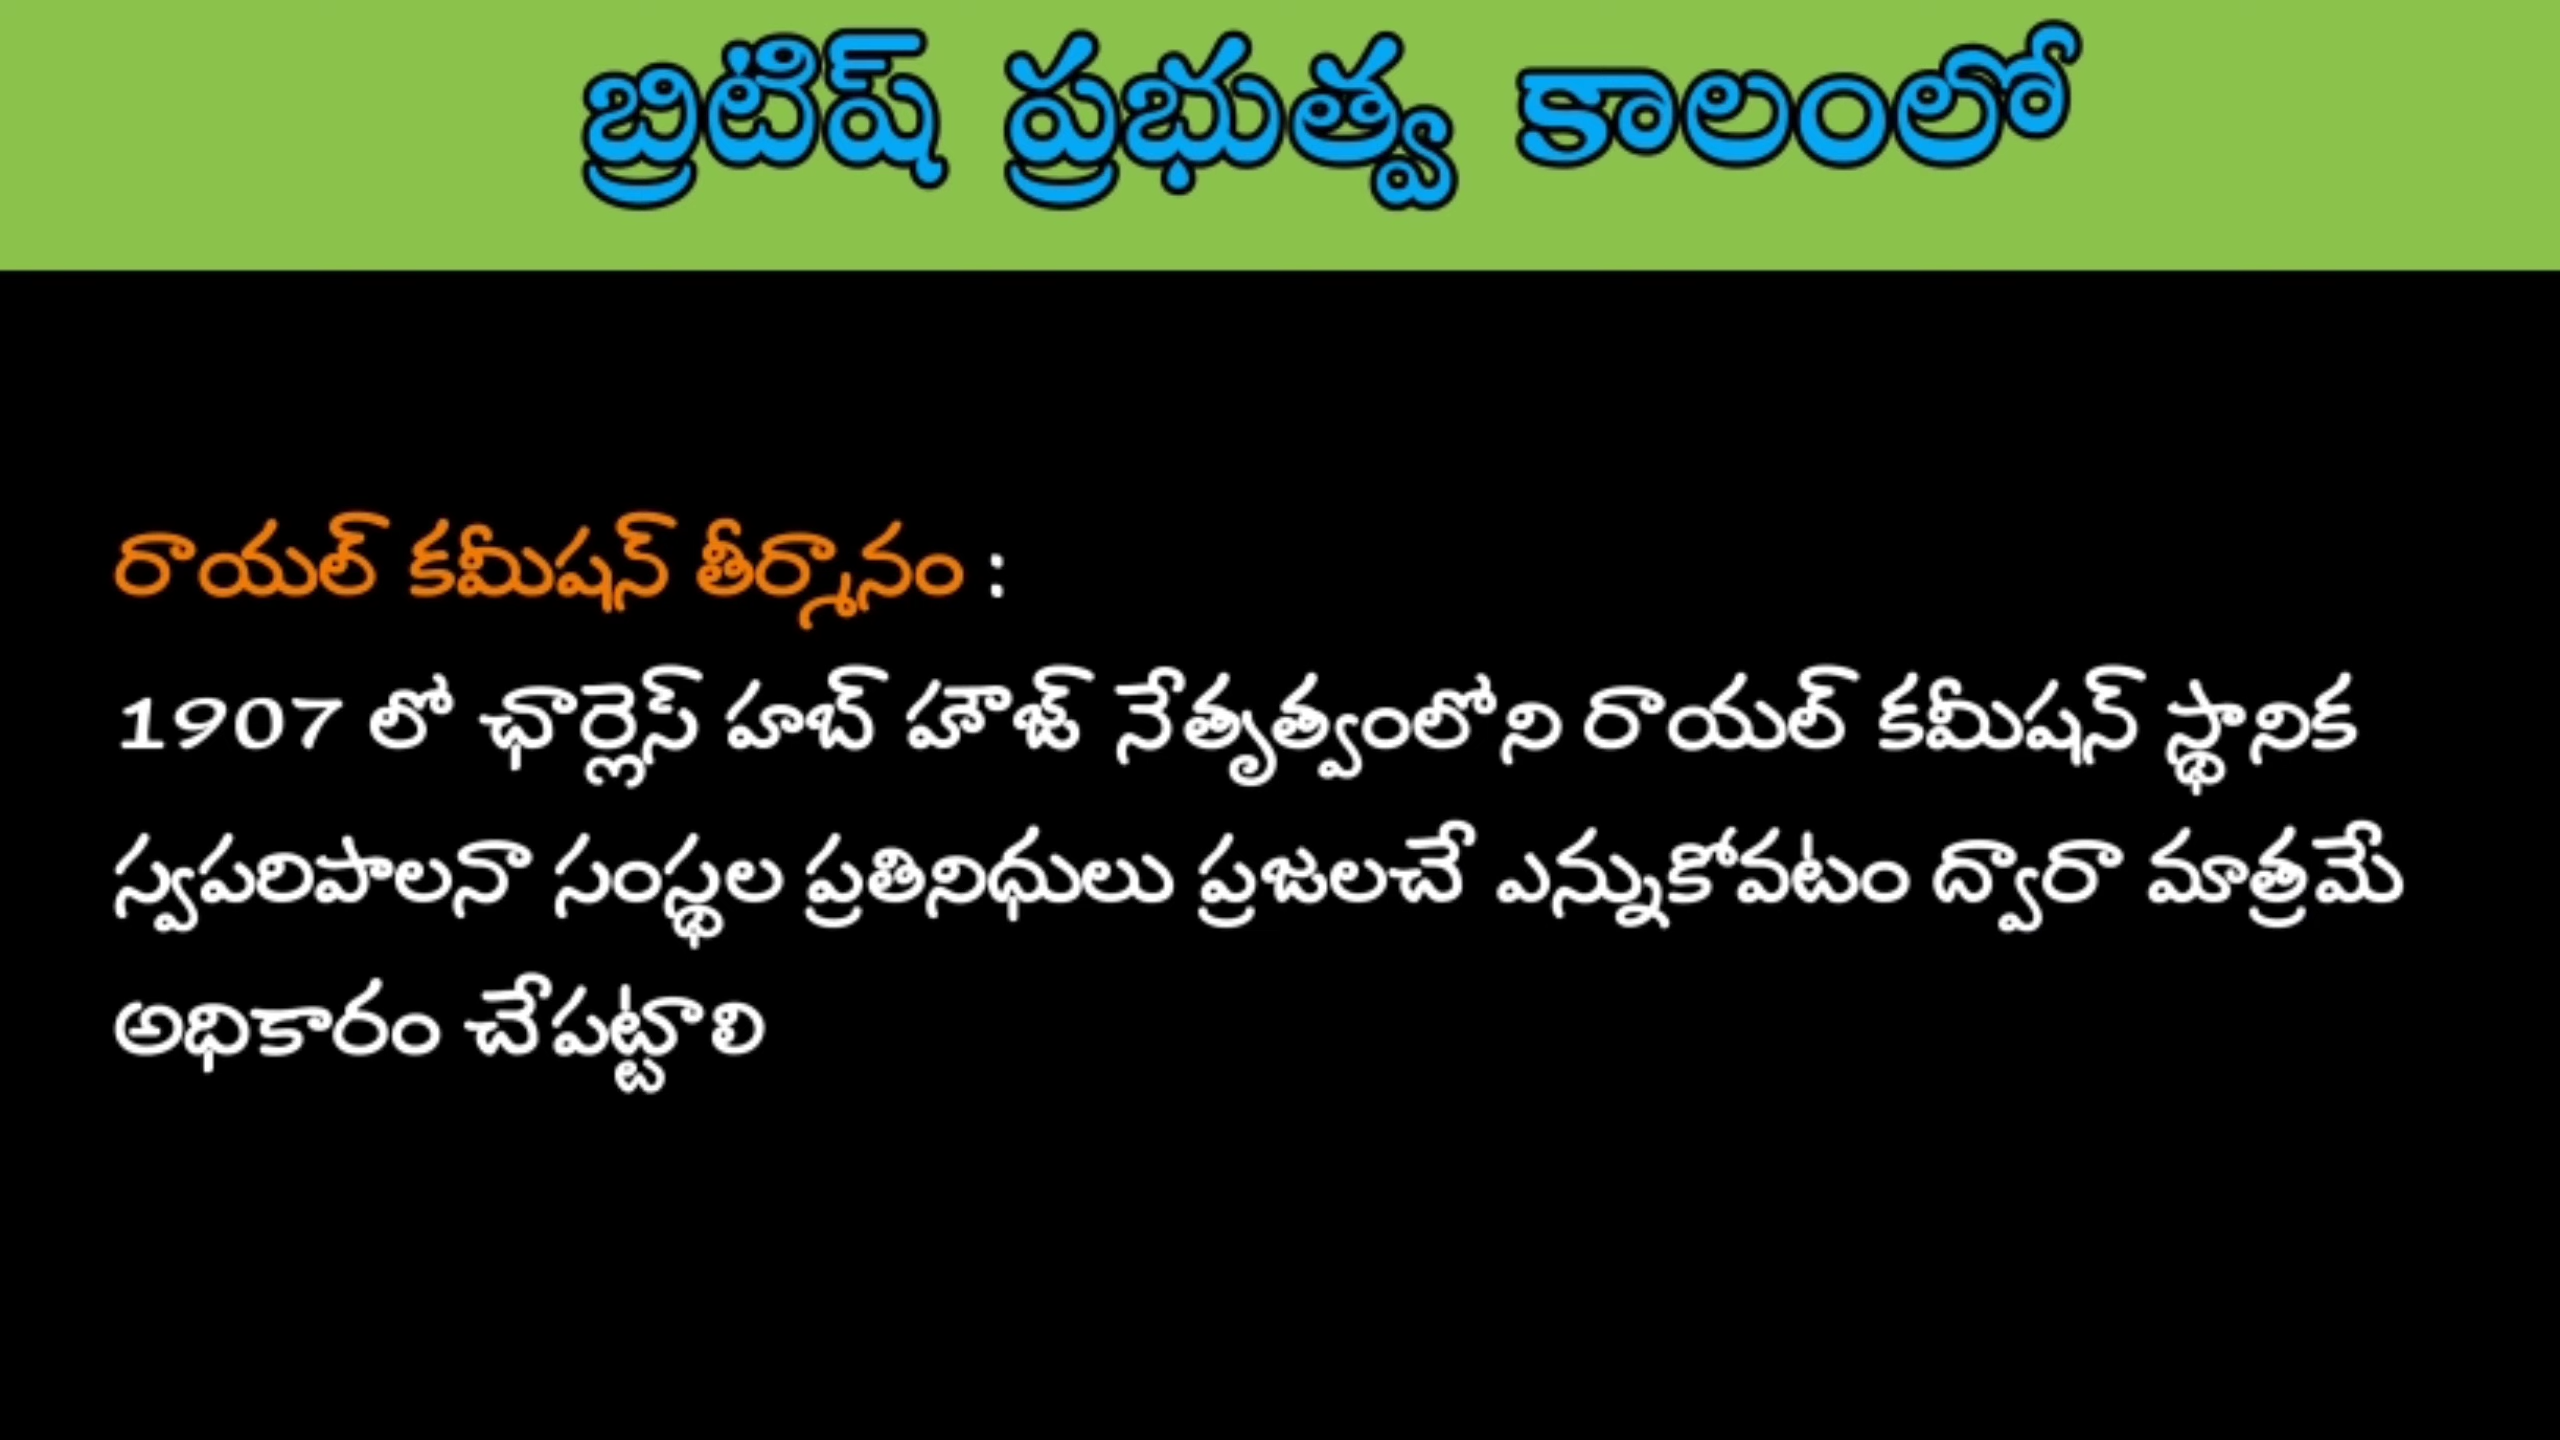 బ్రిటిష్ ప్రభుత్వ కాలంలో
రాయల్ కమీషన్ తీర్మానం :
1907 లో ఛార్లెస్ హబ్ హౌజ్ నేతృత్వంలోని రాయల్ కమీషన్ స్థానిక
స్వపరిపాలనా సంస్థల ప్రతినిధులు ప్రజలచే ఎన్నుకోవటం ద్వారా మాత్రమే
అధికారం చేపట్టాలి